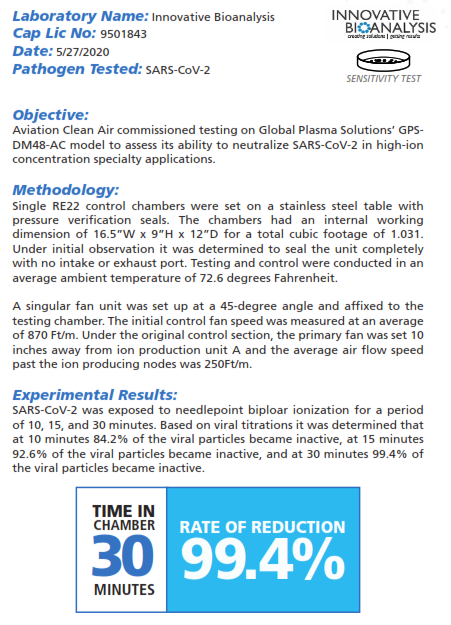 Laboratory Name: Innovative Bioanalysis
Cap Lic No: 9501843
Date: 5/27/2020
Pathogen Tested: SARS-CoV-2
INNOVATIVE
BIOANALYSIS
creating solutions | getting results
SENSITIVITY TEST
Objective:
Aviation Clean Air commissioned testing on Global Plasma Solutions’ GPS-
DM48-AC model to assess its ability to neutralize SARS-CoV-2 in high-ion
concentration specialty applications.
Methodology:
Single RE22 control chambers were set on a stainless steel table with
pressure verification seals. The chambers had an internal working
dimension of 16.5”W x 9”H x 12”D for a total cubic footage of 1.031.
Under initial observation it was determined to seal the unit completely
with no intake or exhaust port. Testing and control were conducted in an
average ambient temperature of 72.6 degrees Fahrenheit.
A singular fan unit was set up at a 45-degree angle and affixed to the
testing chamber. The initial control fan speed was measured at an average
of 870 Ft/m. Under the original control section, the primary fan was set 10
inches away from ion production unit A and the average air flow speed
past the ion producing nodes was 250Ft/m.
Experimental Results:
SARS-CoV-2 was exposed to needlepoint biploar ionization for a period
of 10, 15, and 30 minutes. Based on viral titrations it was determined that
at 10 minutes 84.2% of the viral particles became inactive, at 15 minutes
92.6% of the viral particles became inactive, and at 30 minutes 99.4% of
the viral particles became inactive.
TIME IN
CHAMBER
30
MINUTES
RATE OF REDUCTION
99.4%